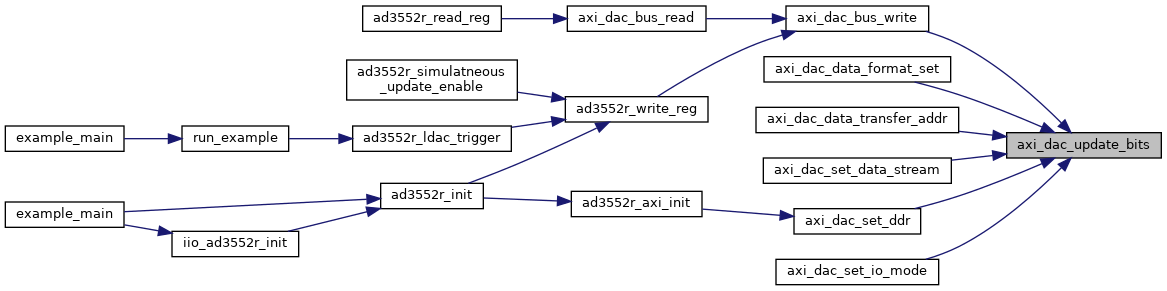 ad3552r_read_reg
axi_dac_bus_read
axi_dac_bus_write
ad3552r_simulatneous
_update_enable
axi_dac_data_format_set
ad3552r_write_reg
axi_dac_data_transfer_addr
example_main
run_example
ad3552r_ldac_trigger
axi_dac_update_bits
axi_dac_set_data_stream
ad3552r_init
ad3552r_axi_init
example_main
axi_dac_set_ddr
iio_ad3552r_init
axi_dac_set_io_mode